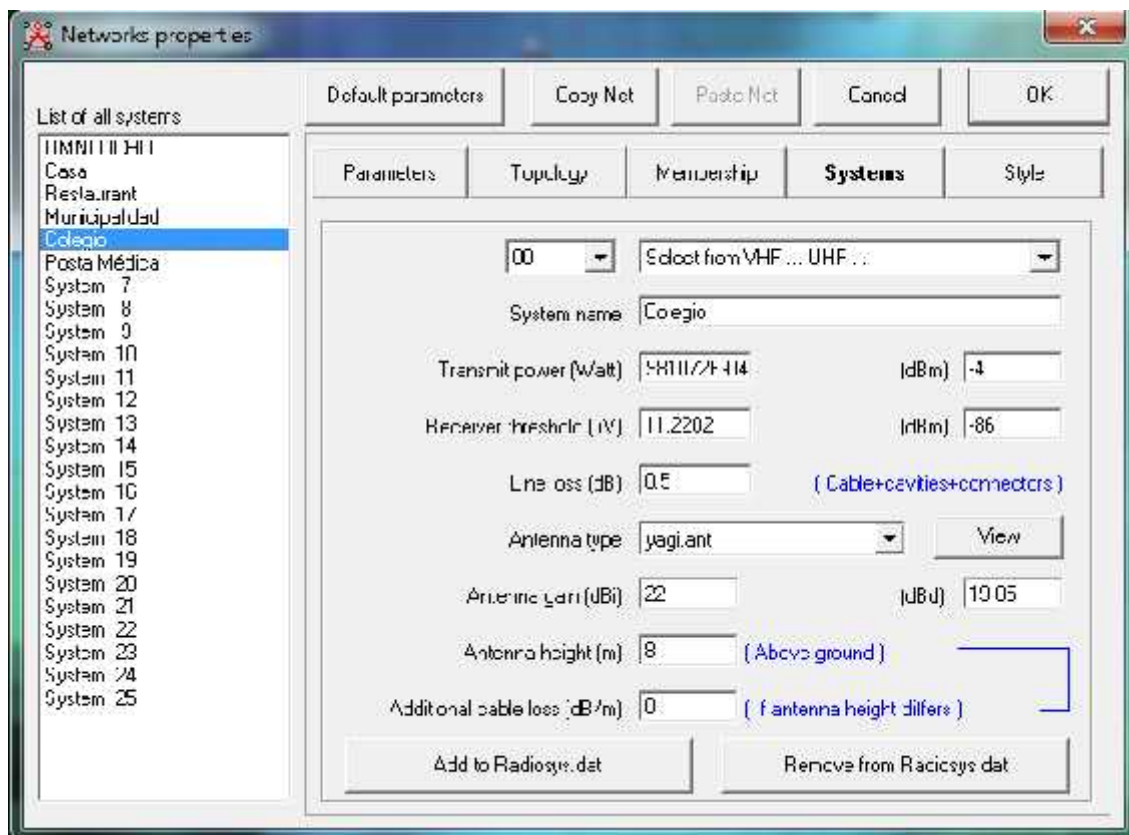 Networks properties
List of all systems
Default parameters Copy Net Paste Net Cancel OK
Parameters Topology Membership Systems Style
Casa
Restaurant
Municipalidad
Colegio
Posta Médica
System 7
System 8
System 9
System 10
System 11
System 12
System 13
System 14
System 15
System 16
System 17
System 18
System 19
System 20
System 21
System 22
System 23
System 24
System 25
00 Select from VHF ... UHF ...
System name Colegio
Transmit power (Watt) (dBm) -4
Receiver threshold (µV) 11.2202 (dBm) -86
Line loss (dB) 0.5 ( Cable+cavities+connectors )
Antenna type yagi.ant View
Antenna gain (dBi) 22 (dBd) 19.85
Antenna height (m) 8 ( Above ground )
Additional cable loss (dB/m) 0 ( If antenna height differs )
Add to Radiosys.dat Remove from Radiosys.dat